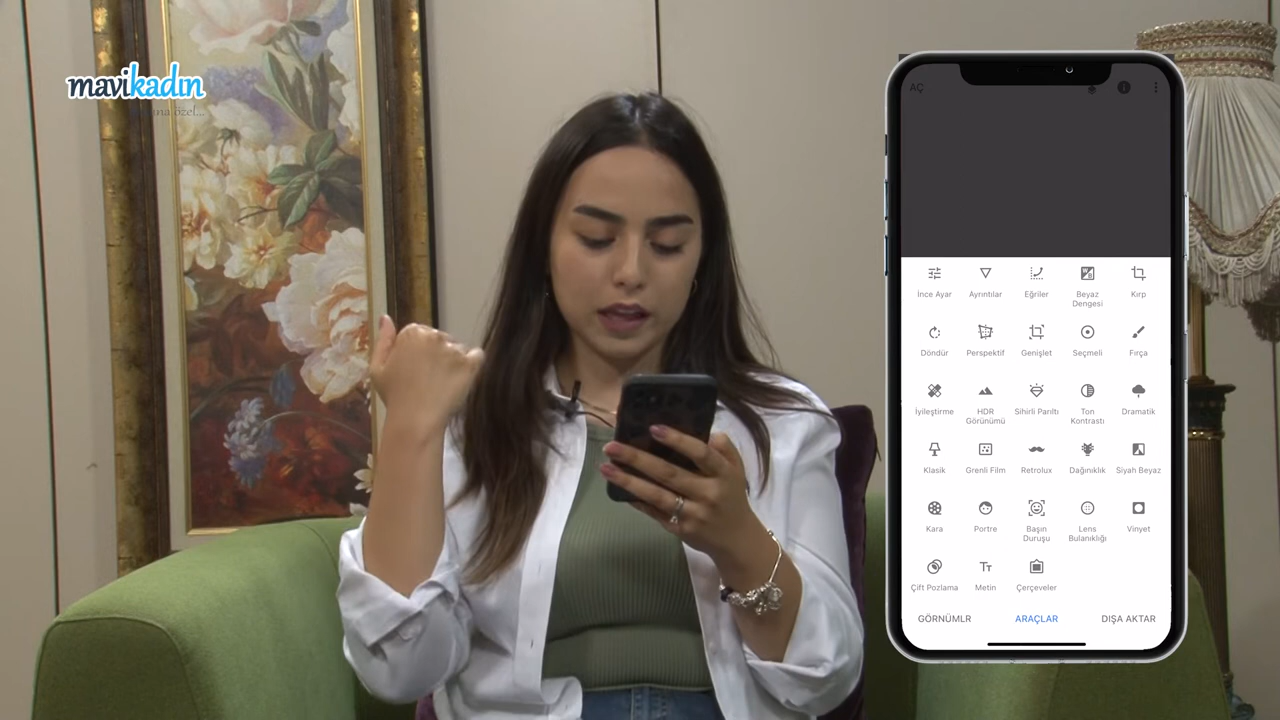 mavikadın
özel...
AÇ
İnce Ayar
Ayrıntılar
Eğriler
Beyaz
Dengesi
Kırp
Döndür
Perspektif
Genişlet
Seçmeli
Fırça
İyileştirme
HDR
Görünümü
Sihirli Parıltı
Ton
Kontrastı
Dramatik
Klasik
Grenli Film
Retrolux
Dağınıklık
Siyah Beyaz
Kara
Portre
Başın
Duruşu
Lens
Bulanıklığı
Vinyet
Çift Pozlama
Metin
Çerçeveler
GÖRNÜMLR
ARAÇLAR
DIŞA AKTAR